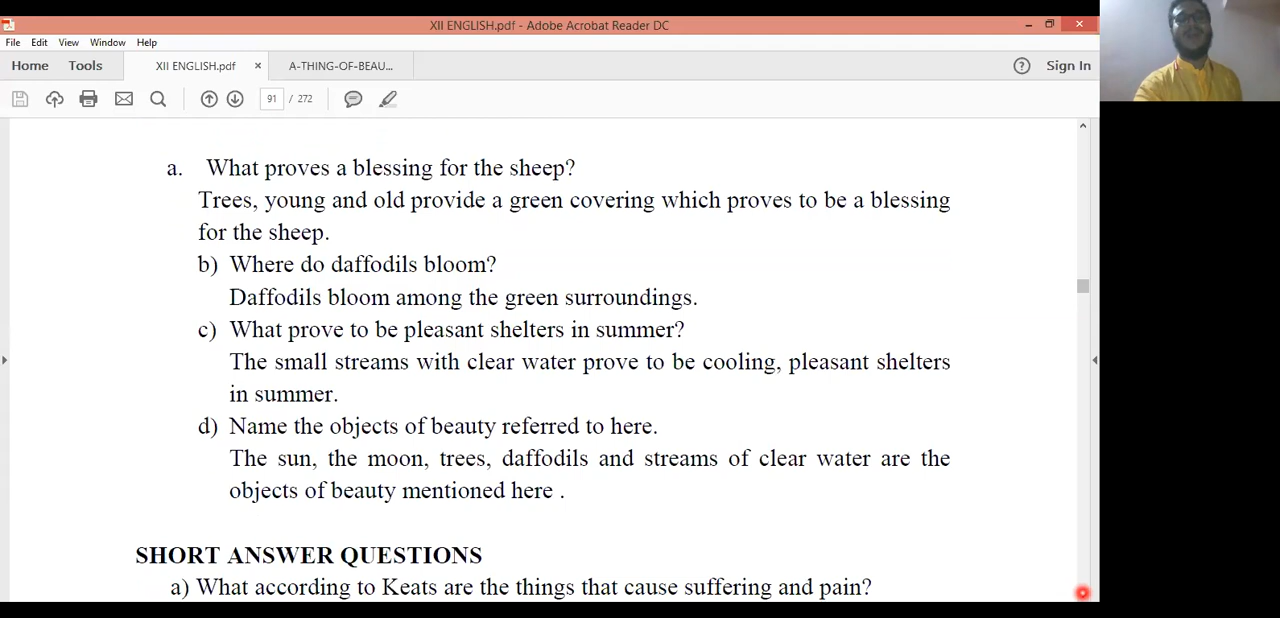 XII ENGLISH.pdf - Adobe Acrobat Reader DC
File Edit View Window Help
Home Tools XII ENGLISH.pdf × A-THING-OF-BEAU... ? Sign In
91 / 272
a. What proves a blessing for the sheep?
Trees, young and old provide a green covering which proves to be a blessing
for the sheep.
b) Where do daffodils bloom?
Daffodils bloom among the green surroundings.
c) What prove to be pleasant shelters in summer?
The small streams with clear water prove to be cooling, pleasant shelters
in summer.
d) Name the objects of beauty referred to here.
The sun, the moon, trees, daffodils and streams of clear water are the
objects of beauty mentioned here .
SHORT ANSWER QUESTIONS
a) What according to Keats are the things that cause suffering and pain?